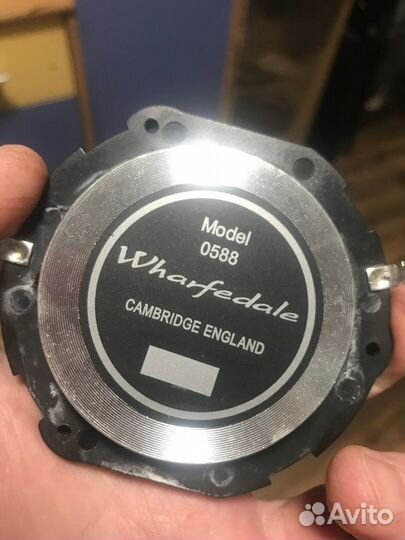 Model
0588
Wharfedale
CAMBRIDGE ENGLAND
Avito